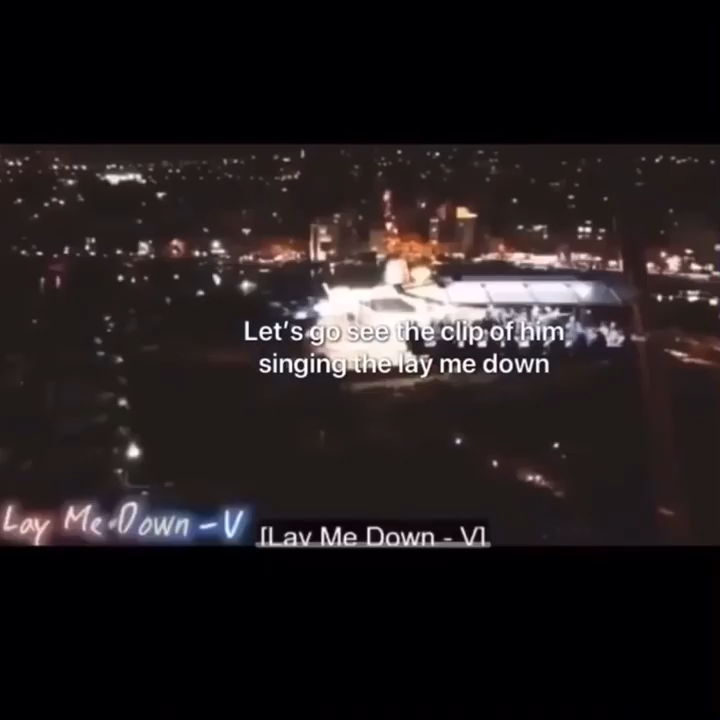 Let's go see the clip of him
singing the lay me down
Lay Me Down - V
[Lay Me Down - V]